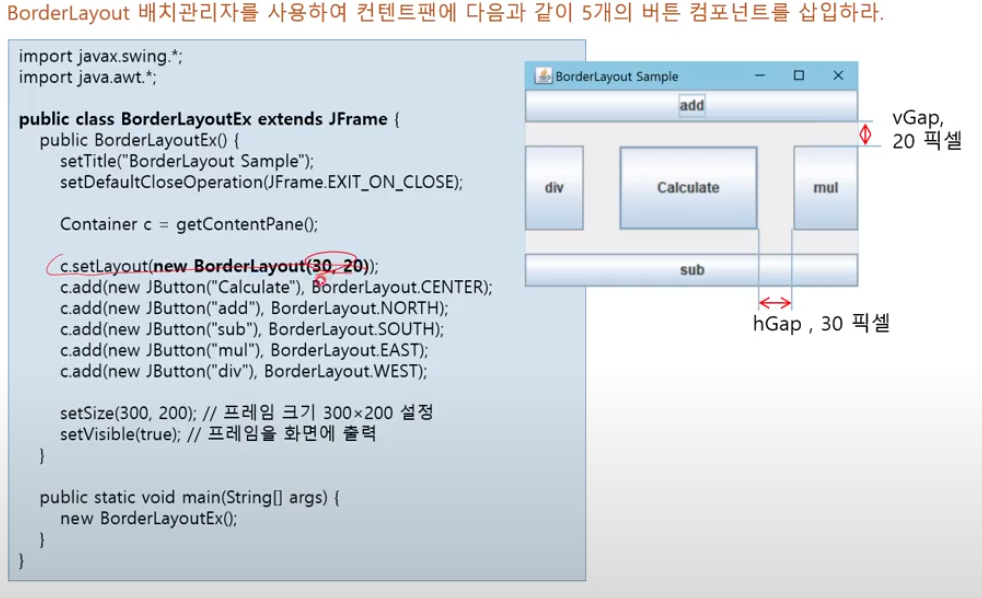 BorderLayout 배치관리자를 사용하여 컨텐트팬에 다음과 같이 5개의 버튼 컴포넌트를 삽입하라.
import javax.swing.*;
import java.awt.*;
public class BorderLayoutEx extends JFrame {
public BorderLayoutEx() {
setTitle("BorderLayout Sample");
setDefaultCloseOperation(JFrame.EXIT_ON_CLOSE);
Container c = getContentPane();
c.setLayout(new BorderLayout(30, 20));
c.add(new JButton("Calculate"), BorderLayout.CENTER);
c.add(new JButton("add"), BorderLayout.NORTH);
c.add(new JButton("sub"), BorderLayout.SOUTH);
c.add(new JButton("mul"), BorderLayout.EAST);
c.add(new JButton("div"), BorderLayout.WEST);
setSize(300, 200); // 프레임 크기 300×200 설정
setVisible(true); // 프레임을 화면에 출력
}
public static void main(String[] args) {
new BorderLayoutEx();
}
}
BorderLayout Sample
add
div
Calculate
mul
sub
vGap,
20 픽셀
hGap , 30 픽셀